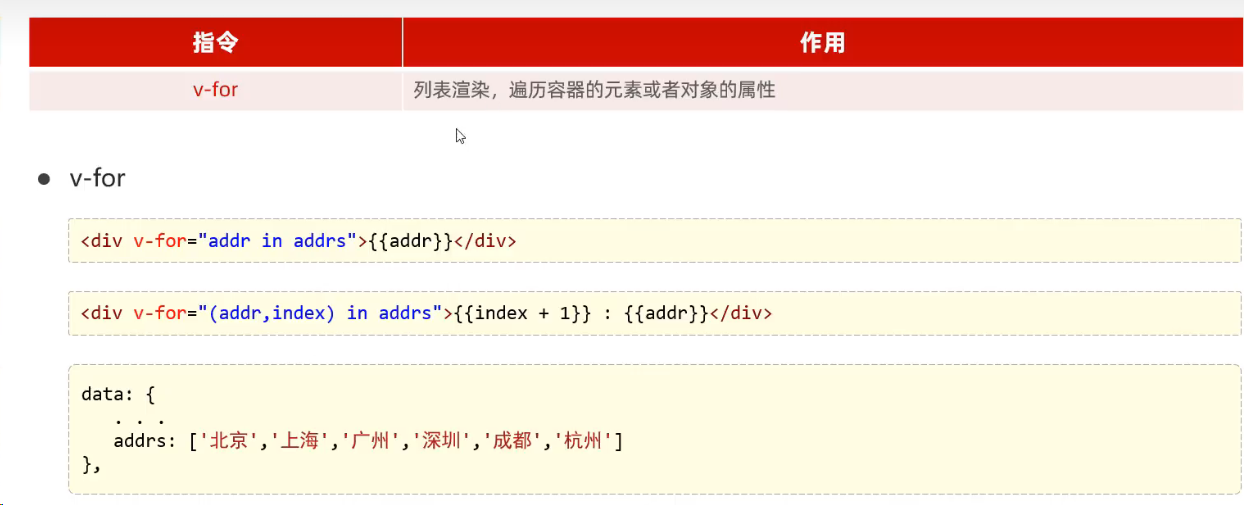 指令 作用
v-for 列表渲染，遍历容器的元素或者对象的属性
● v-for
<div v-for="addr in addrs">{{addr}}</div>
<div v-for="(addr,index) in addrs">{{index + 1}} : {{addr}}</div>
data: {
. . .
addrs: ['北京','上海','广州','深圳','成都','杭州']
},